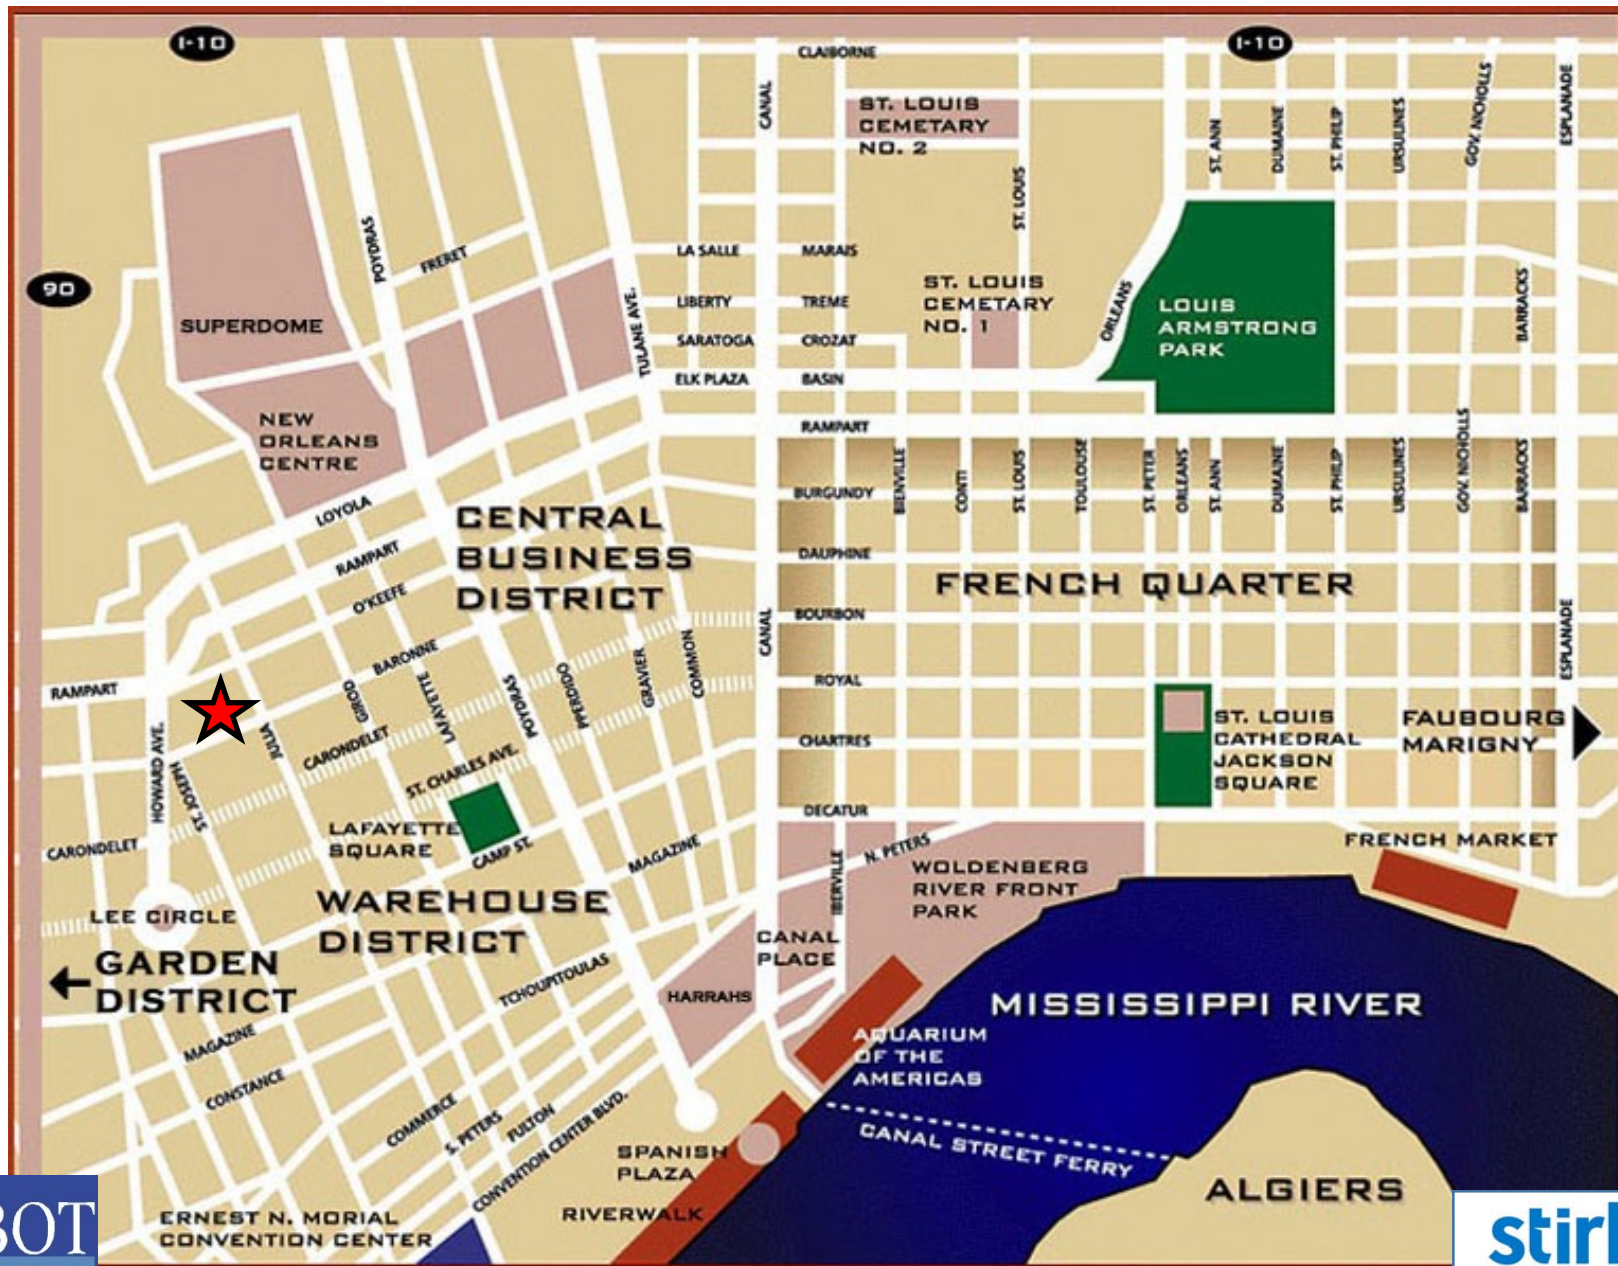 I-10
I-10
CLAIBORNE
CANAL
ST. LOUIS
CEMETARY
NO. 2
ST. LOUIS
ST. ANN
DUMAINE
ST. PHILIP
URSULINES
GOV. NICHOLLS
ESPLANADE
POYDRAS
FRERET
LA SALLE
MARAIS
90
SUPERDOME
TULANE AVE.
LIBERTY
TREME
SARATOGA
CROZAT
ELK PLAZA
BASIN
ST. LOUIS
CEMETARY
NO. 1
ORLEANS
LOUIS
ARMSTRONG
PARK
BARRACKS
NEW
ORLEANS
CENTRE
RAMPART
LOYOLA
BURGUNDY
BIENVILLE
CONTI
ST. LOUIS
TOULOUSE
ST. PETER
ORLEANS
ST. ANN
DUMAINE
ST. PHILIP
URSULINES
GOV. NICHOLLS
BARRACKS
CENTRAL
BUSINESS
DISTRICT
RAMPART
DAUPHINE
FRENCH QUARTER
O'KEEFE
BOURBON
CANAL
ESPLANADE
BARONNE
RAMPART
GIROD
LAFAYETTE
POYDRAS
PPERDIDO
GRAVIER
COMMON
ROYAL
HOWARD AVE.
ST. JOSEPH
JULIA
CARONDELET
ST. CHARLES AVE.
CHARTRES
ST. LOUIS
CATHEDRAL
JACKSON
SQUARE
FAUBOURG
MARIGNY
CARONDELET
LAFAYETTE
SQUARE
CAMP ST.
MAGAZINE
DECATUR
IBERVILLE
N. PETERS
FRENCH MARKET
WOLDENBERG
RIVER FRONT
PARK
LEE CIRCLE
WAREHOUSE
DISTRICT
CANAL
PLACE
GARDEN
DISTRICT
TCHOUPITOULAS
HARRAHS
MISSISSIPPI RIVER
MAGAZINE
CONSTANCE
AQUARIUM
OF THE
AMERICAS
COMMERCE
S. PETERS
FULTON
CONVENTION CENTER BLVD.
CANAL STREET FERRY
SPANISH
PLAZA
RIVERWALK
ALGIERS
ERNEST N. MORIAL
CONVENTION CENTER
BOT
stirl